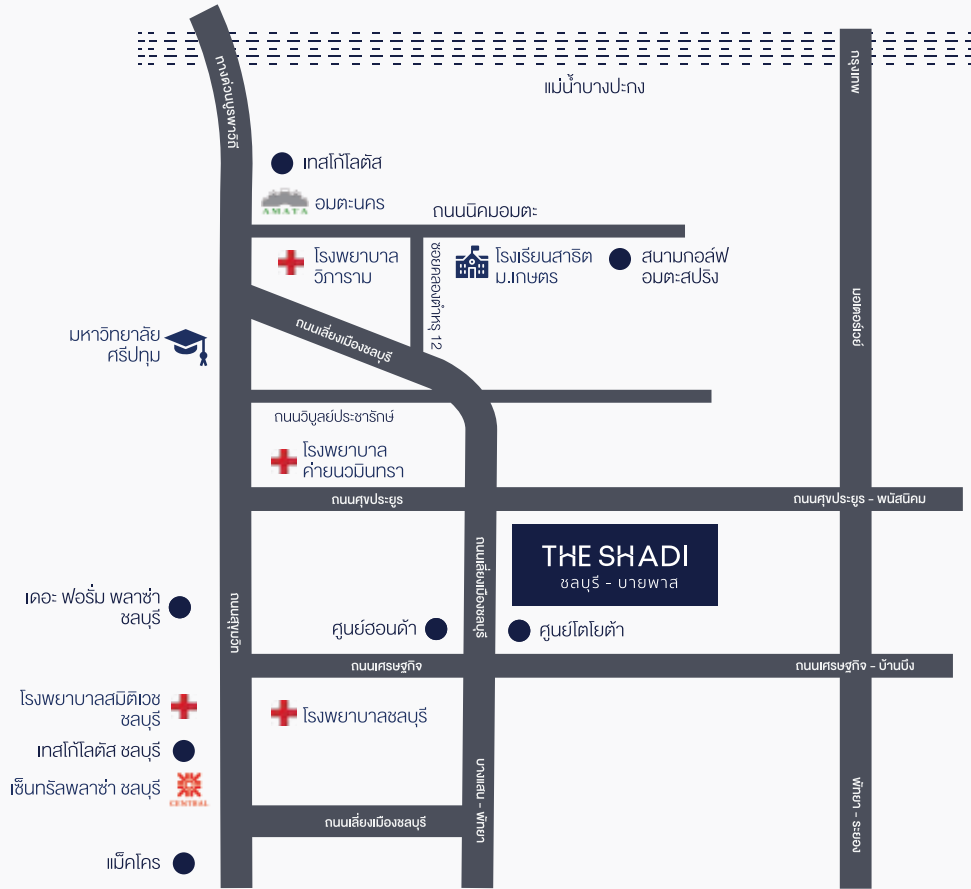 แม่น้ำบางปะกง
กรุงเทพ
ทางด่วนบูรพาวิถี
เทสโก้โลตัส
AMATA
อมตะนคร
ถนนนิคมอมตะ
โรงพยาบาล
วิภาราม
ซอยคลองตำหรุ 12
โรงเรียนสาธิต
ม.เกษตร
สนามกอล์ฟ
อมตะสปริง
มอเตอร์เวย์
ถนนเลี่ยงเมืองชลบุรี
มหาวิทยาลัย
ศรีปทุม
ถนนวิบูลย์ประชารักษ์
โรงพยาบาล
ค่ายนวมินทรา
ถนนศุขประยูร
ถนนศุขประยูร - พนัสนิคม
THE SHADI
ชลบุรี - บายพาส
ถนนเลี่ยงเมืองชลบุรี
ถนนสุขุมวิท
เดอะ ฟอรั่ม พลาซ่า
ชลบุรี
ศูนย์ฮอนด้า
ศูนย์โตโยต้า
ถนนเศรษฐกิจ
ถนนเศรษฐกิจ - บ้านบึง
โรงพยาบาลสมิติเวช
ชลบุรี
โรงพยาบาลชลบุรี
เทสโก้โลตัส ชลบุรี
เซ็นทรัลพลาซ่า ชลบุรี
CENTRAL
บางแสน - พัทยา
พัทยา - ระยอง
ถนนเลี่ยงเมืองชลบุรี
แม็คโคร